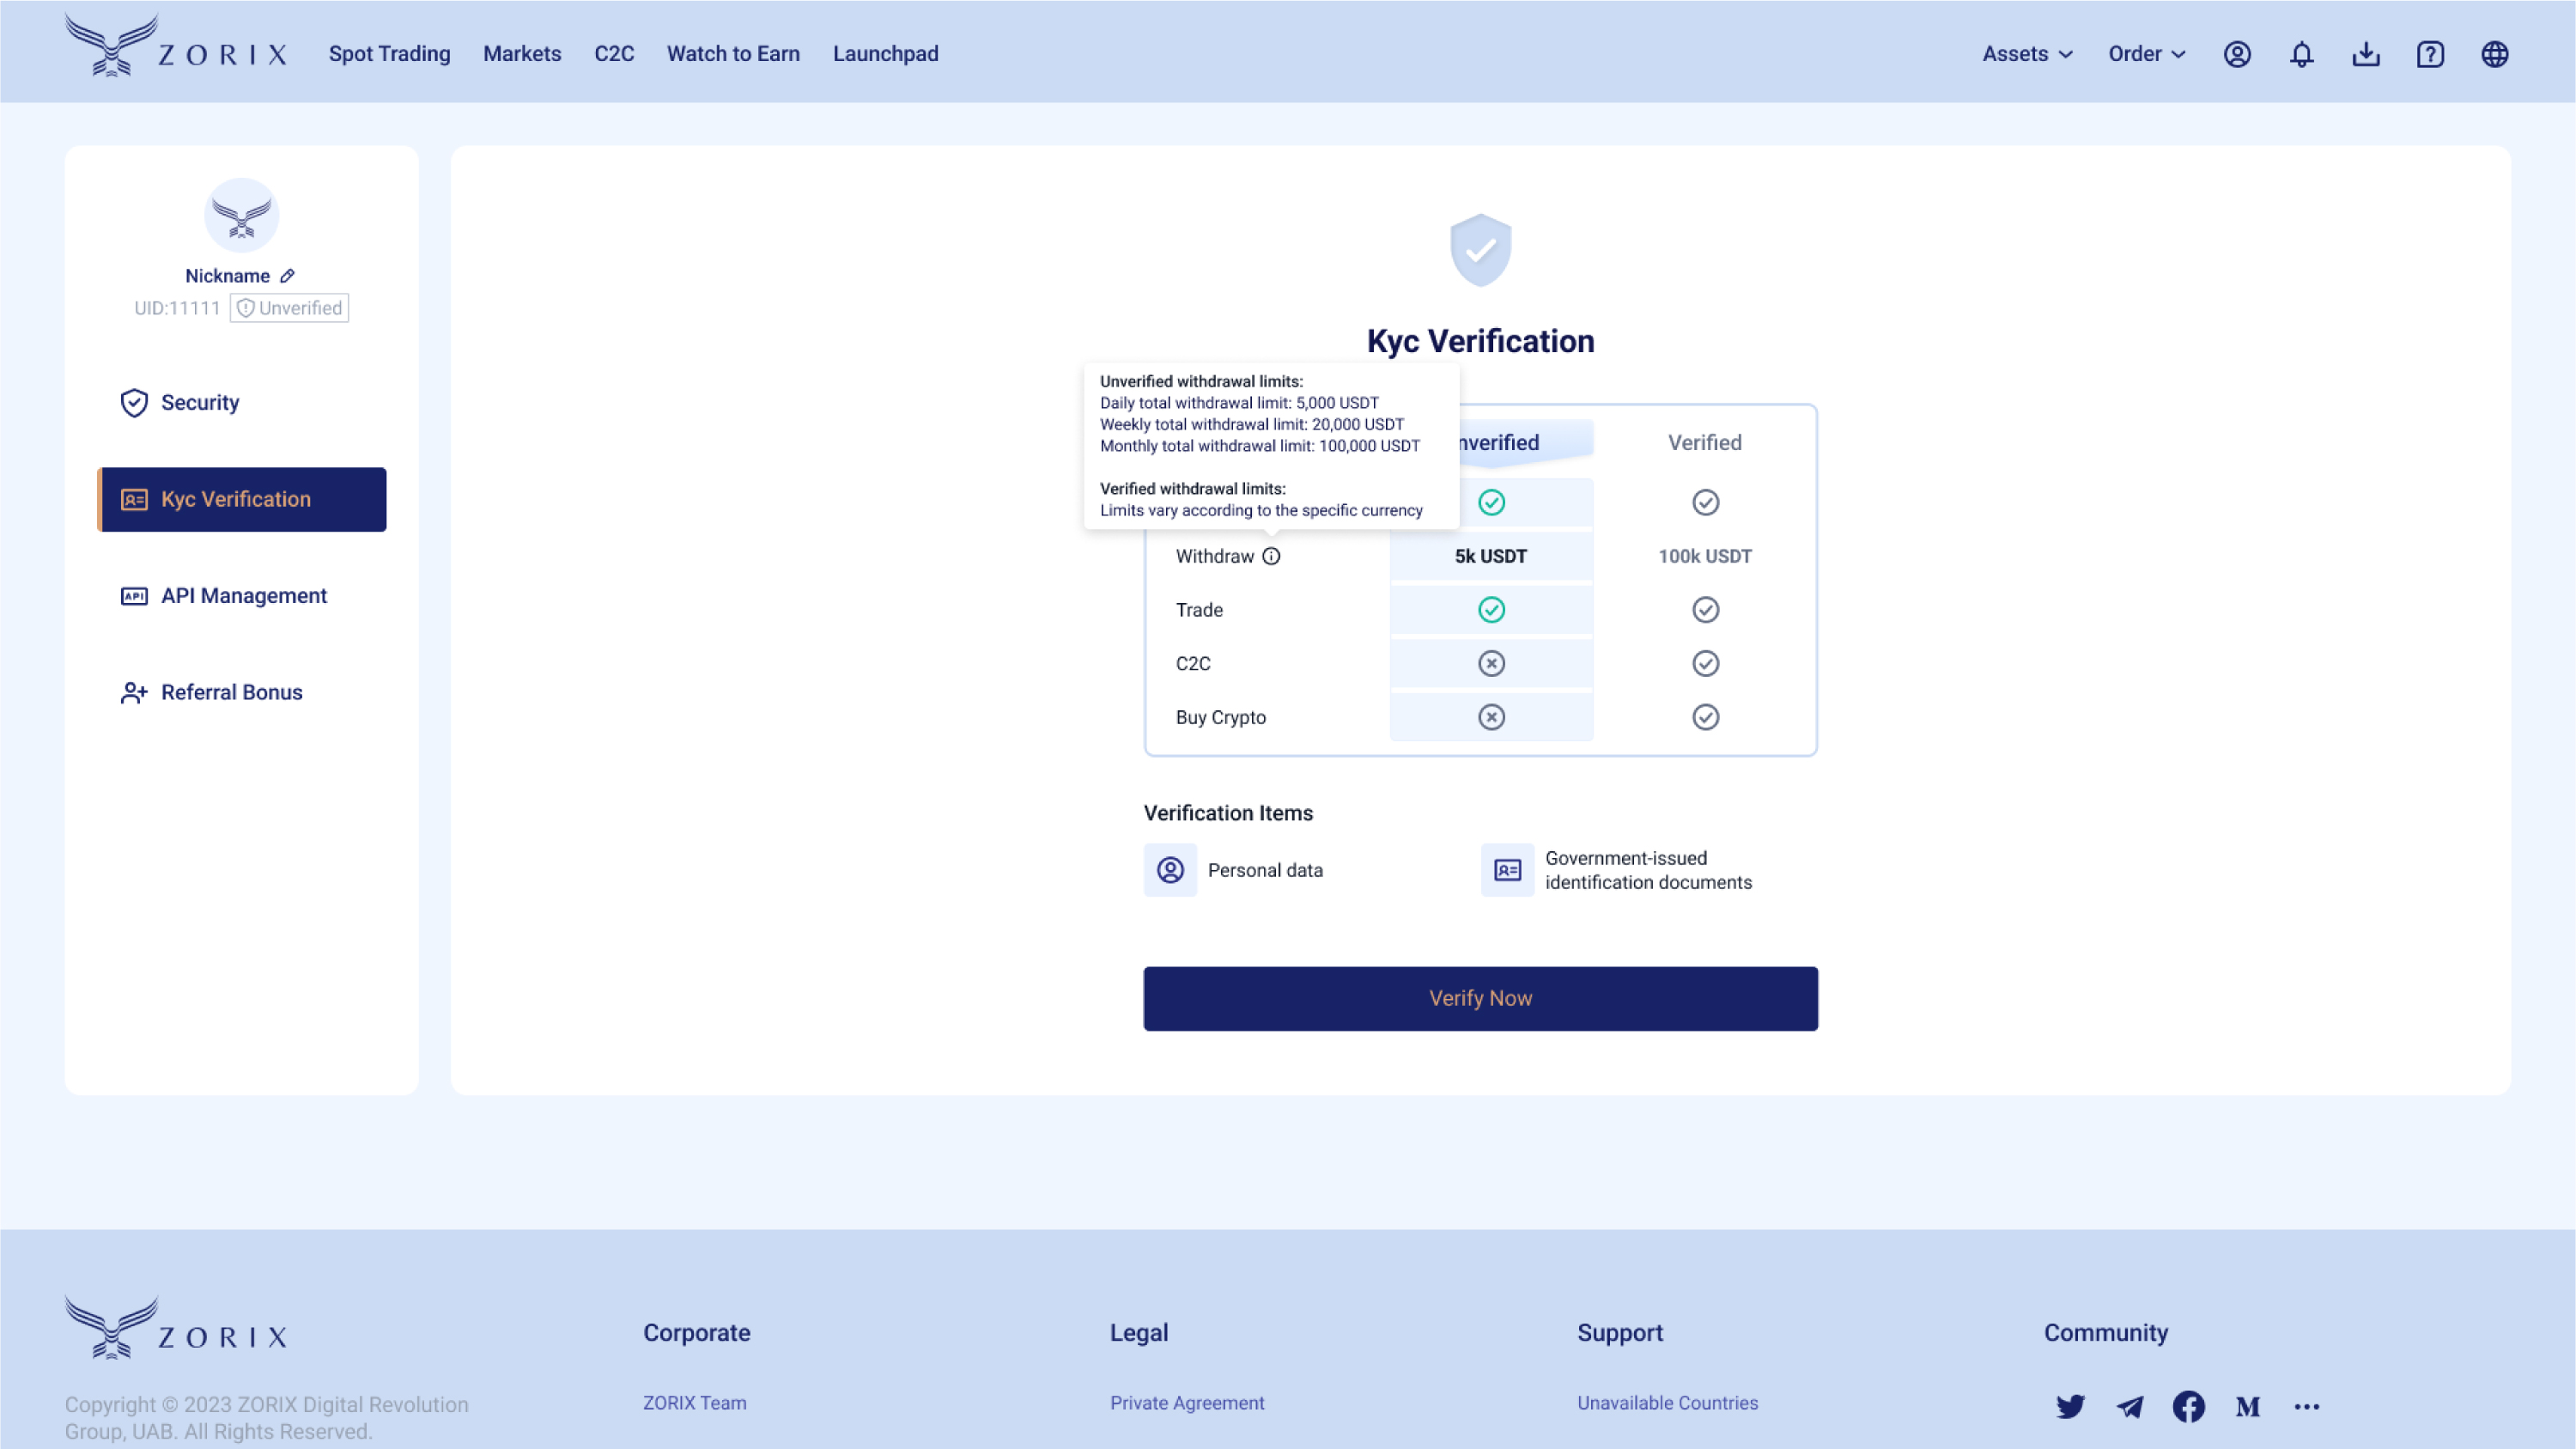 ZORIX
Spot Trading
Markets
C2C
Watch to Earn
Launchpad
Assets
Order
Nickname
UID:11111
Unverified
Security
Kyc Verification
API
API Management
Referral Bonus
Kyc Verification
Unverified withdrawal limits:
Daily total withdrawal limit: 5,000 USDT
Weekly total withdrawal limit: 20,000 USDT
Monthly total withdrawal limit: 100,000 USDT
Verified withdrawal limits:
Limits vary according to the specific currency
nverified
Verified
Withdraw
5k USDT
100k USDT
Trade
C2C
Buy Crypto
Verification Items
Personal data
Government-issued
identification documents
Verify Now
ZORIX
Copyright © 2023 ZORIX Digital Revolution
Group, UAB. All Rights Reserved.
Corporate
ZORIX Team
Legal
Private Agreement
Support
Unavailable Countries
Community